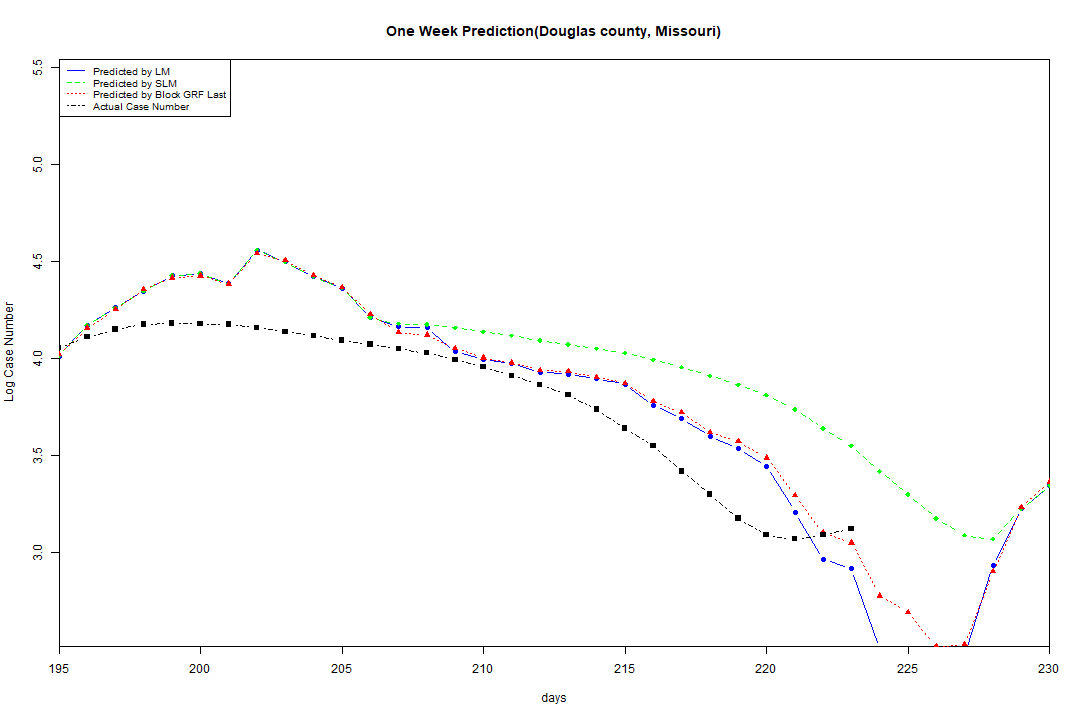 One Week Prediction(Douglas county, Missouri)
Predicted by LM
Predicted by SLM
Predicted by Block GRF Last
Actual Case Number
5.5
5.0
4.5
4.0
3.5
3.0
Log Case Number
195 200 205 210 215 220 225 230
days